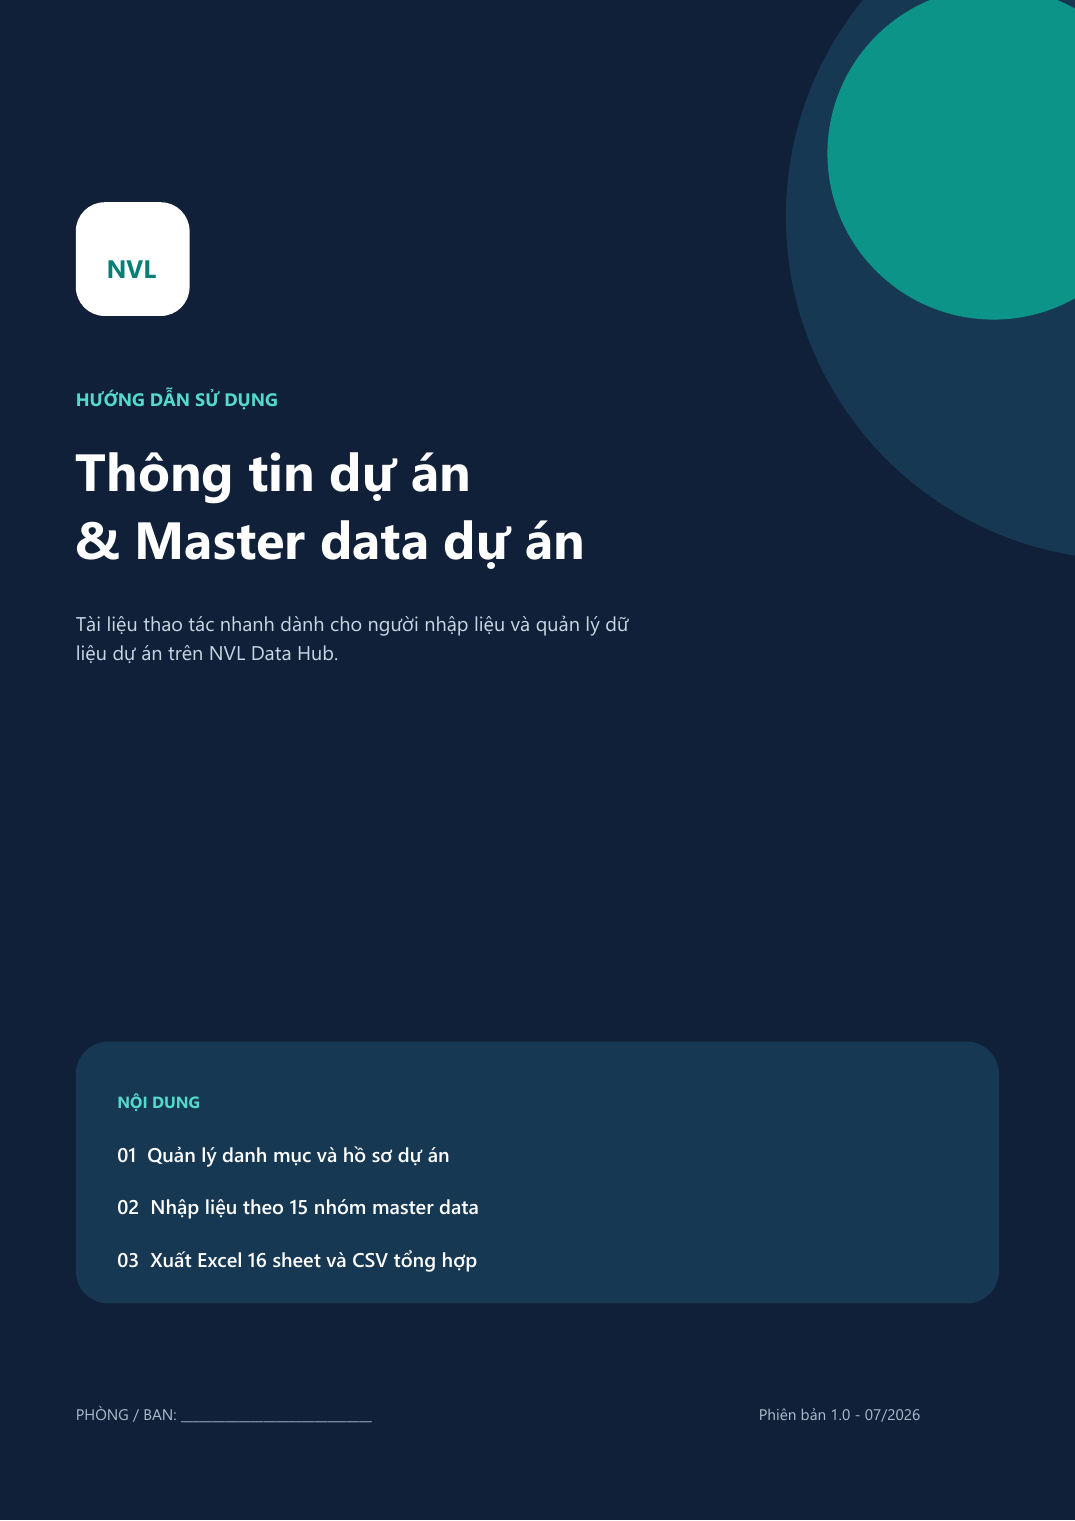 NVL
HƯỚNG DẪN SỬ DỤNG
Thông tin dự án
& Master data dự án
Tài liệu thao tác nhanh dành cho người nhập liệu và quản lý dữ
liệu dự án trên NVL Data Hub.
NỘI DUNG
01 Quản lý danh mục và hồ sơ dự án
02 Nhập liệu theo 15 nhóm master data
03 Xuất Excel 16 sheet và CSV tổng hợp
PHÒNG / BAN: ___________________________
Phiên bản 1.0 - 07/2026